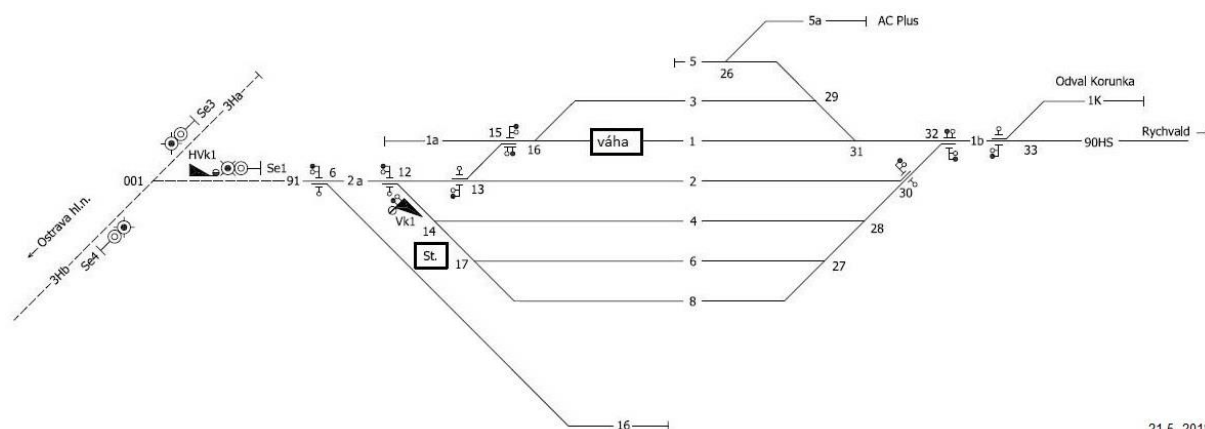 5a
AC Plus
5
26
Odval Korunka
3Ha
Se3
3
29
1K
Rychvald
HVk1
1a
15
16
váha
1
31
32
1b
33
90HS
Se1
001
91
6
2a
12
13
2
30
Ostrava hl.n.
Vk1
14
4
28
3Hb
Se4
St.
17
6
27
8
16